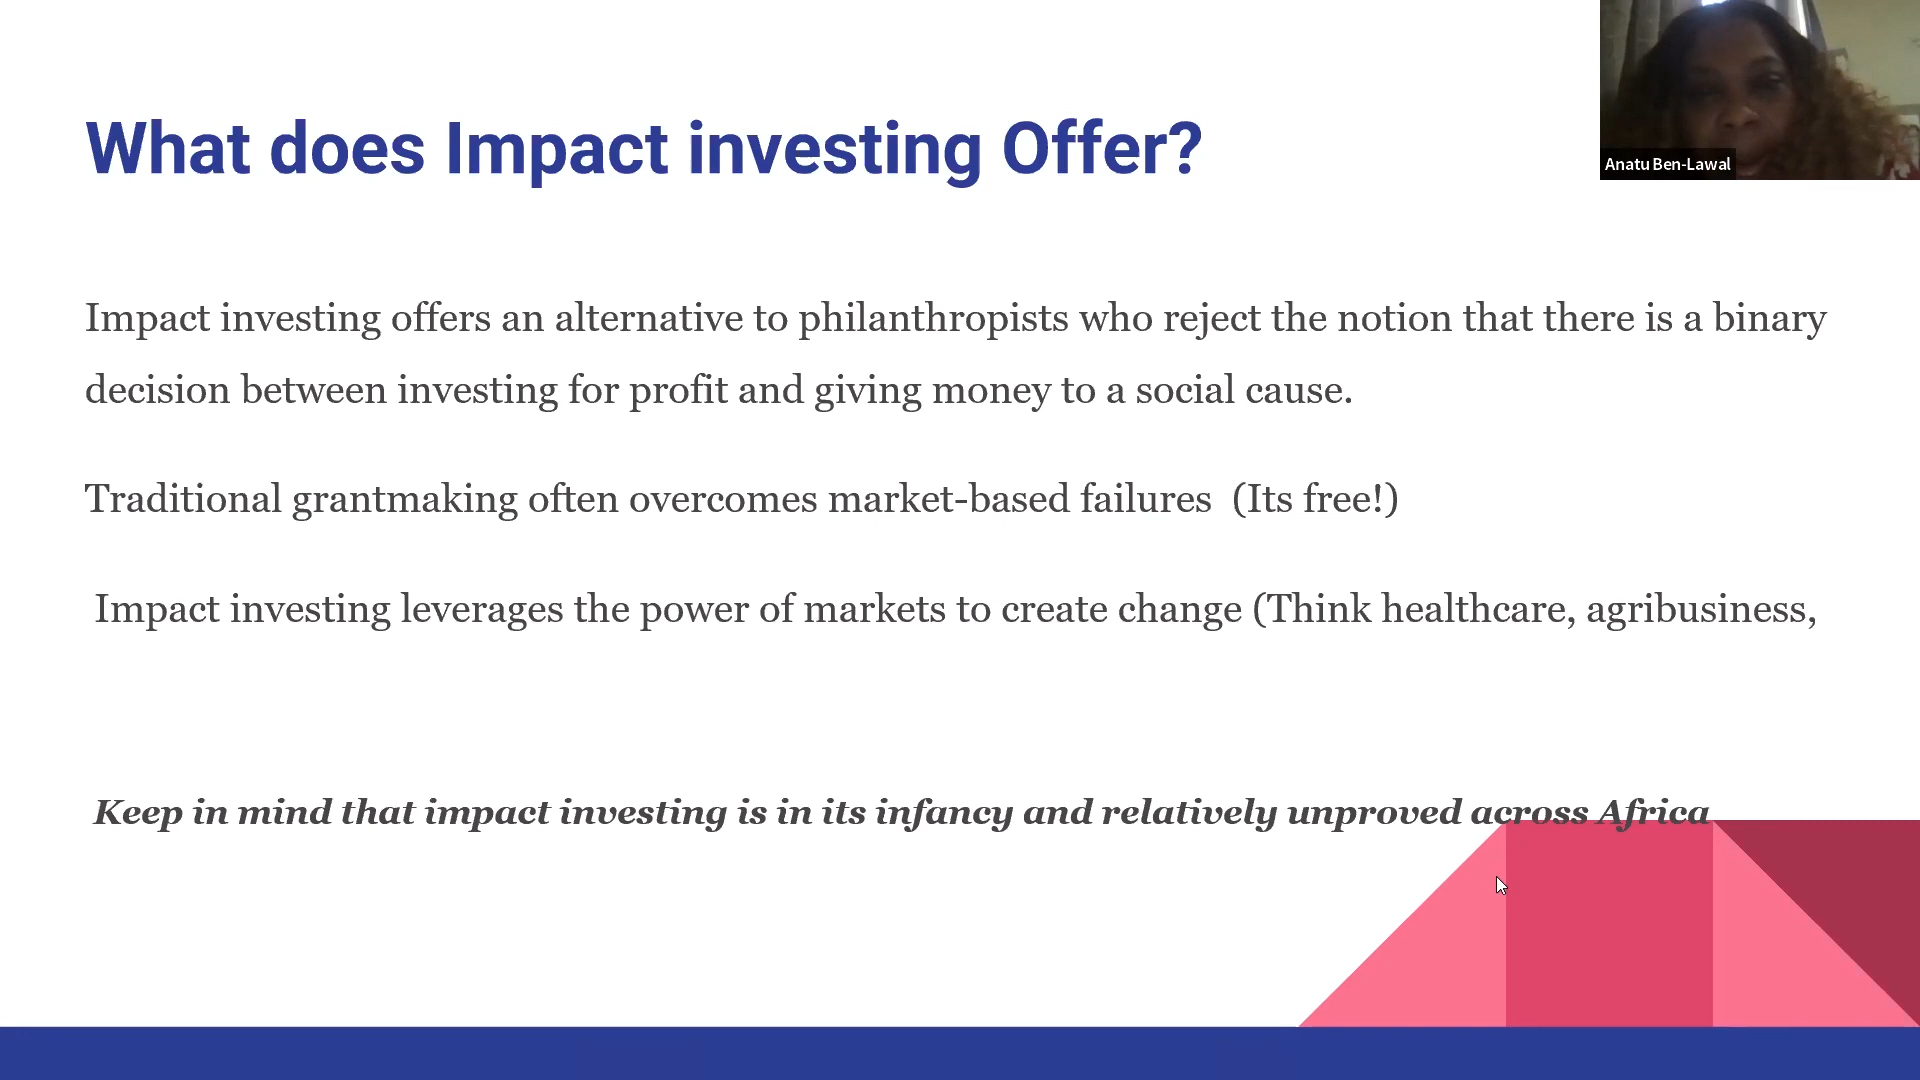 What does Impact investing Offer?
Anatu Ben-Lawal
Impact investing offers an alternative to philanthropists who reject the notion that there is a binary
decision between investing for profit and giving money to a social cause.
Traditional grantmaking often overcomes market-based failures (Its free!)
Impact investing leverages the power of markets to create change (Think healthcare, agribusiness,
Keep in mind that impact investing is in its infancy and relatively unproved across Africa